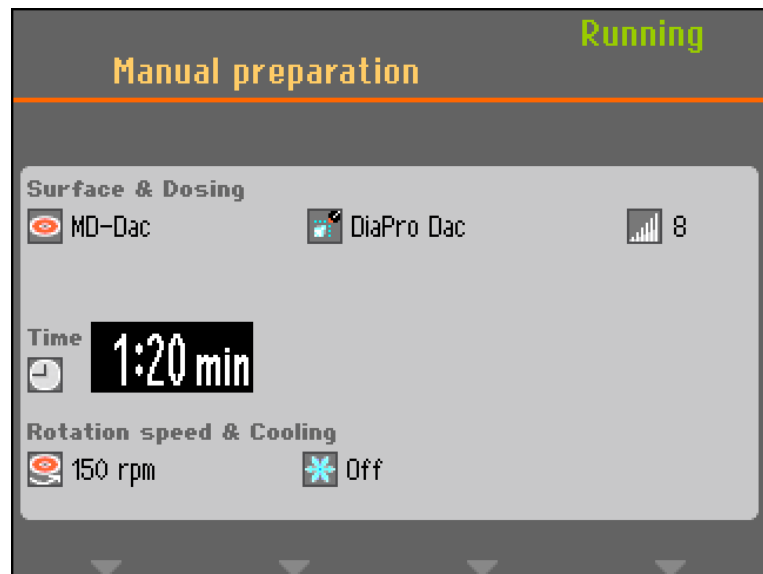 Running
Manual preparation
Surface & Dosing
MD-Dac DiaPro Dac 8
Time
1:20 min
Rotation speed & Cooling
150 rpm Off